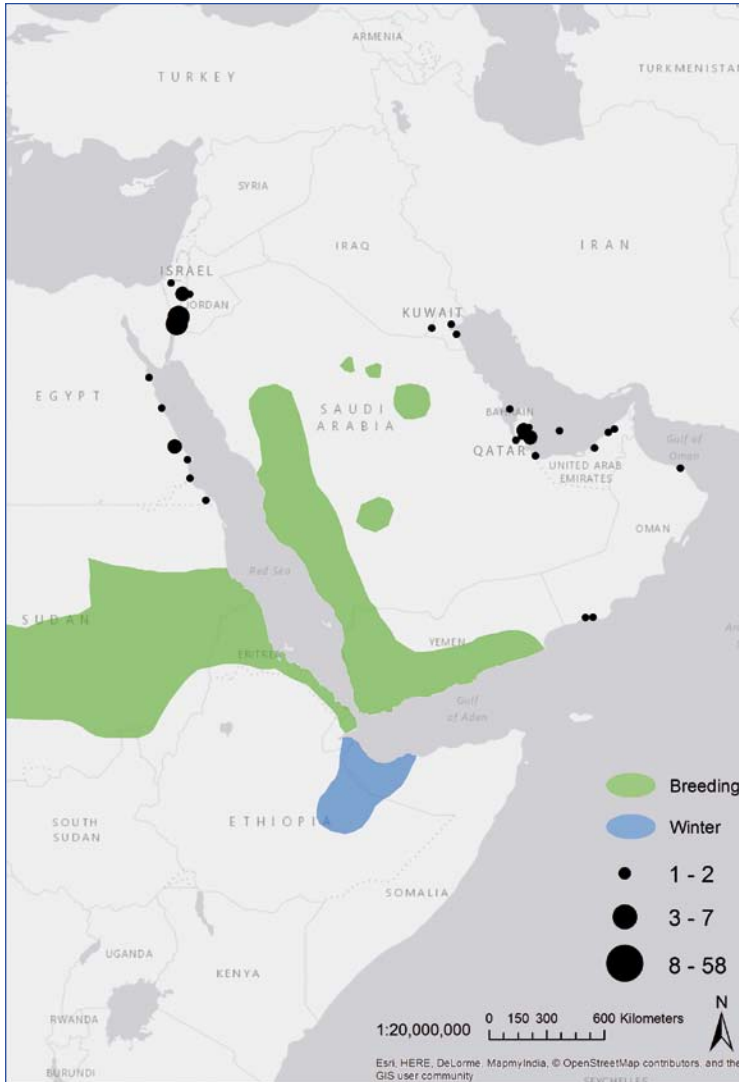 ARMENIA
TURKMENISTAN
TURKEY
SYRIA
IRAQ
IRAN
ISRAEL
JORDAN
KUWAIT
EGYPT
SAUDI
ARABIA
BAHRAIN
QATAR
UNITED ARAB
EMIRATES
Gulf of
Oman
OMAN
Red Sea
SUDAN
ERITREA
YEMEN
Gulf
of Aden
SOUTH
SUDAN
ETHIOPIA
SOMALIA
UGANDA
KENYA
RWANDA
BURUNDI
SEYCHELLES
Breeding
Winter
1 - 2
3 - 7
8 - 58
N
1:20,000,000
0 150 300 600 Kilometers
Esri, HERE, DeLorme, MapmyIndia, © OpenStreetMap contributors, and the
GIS user community